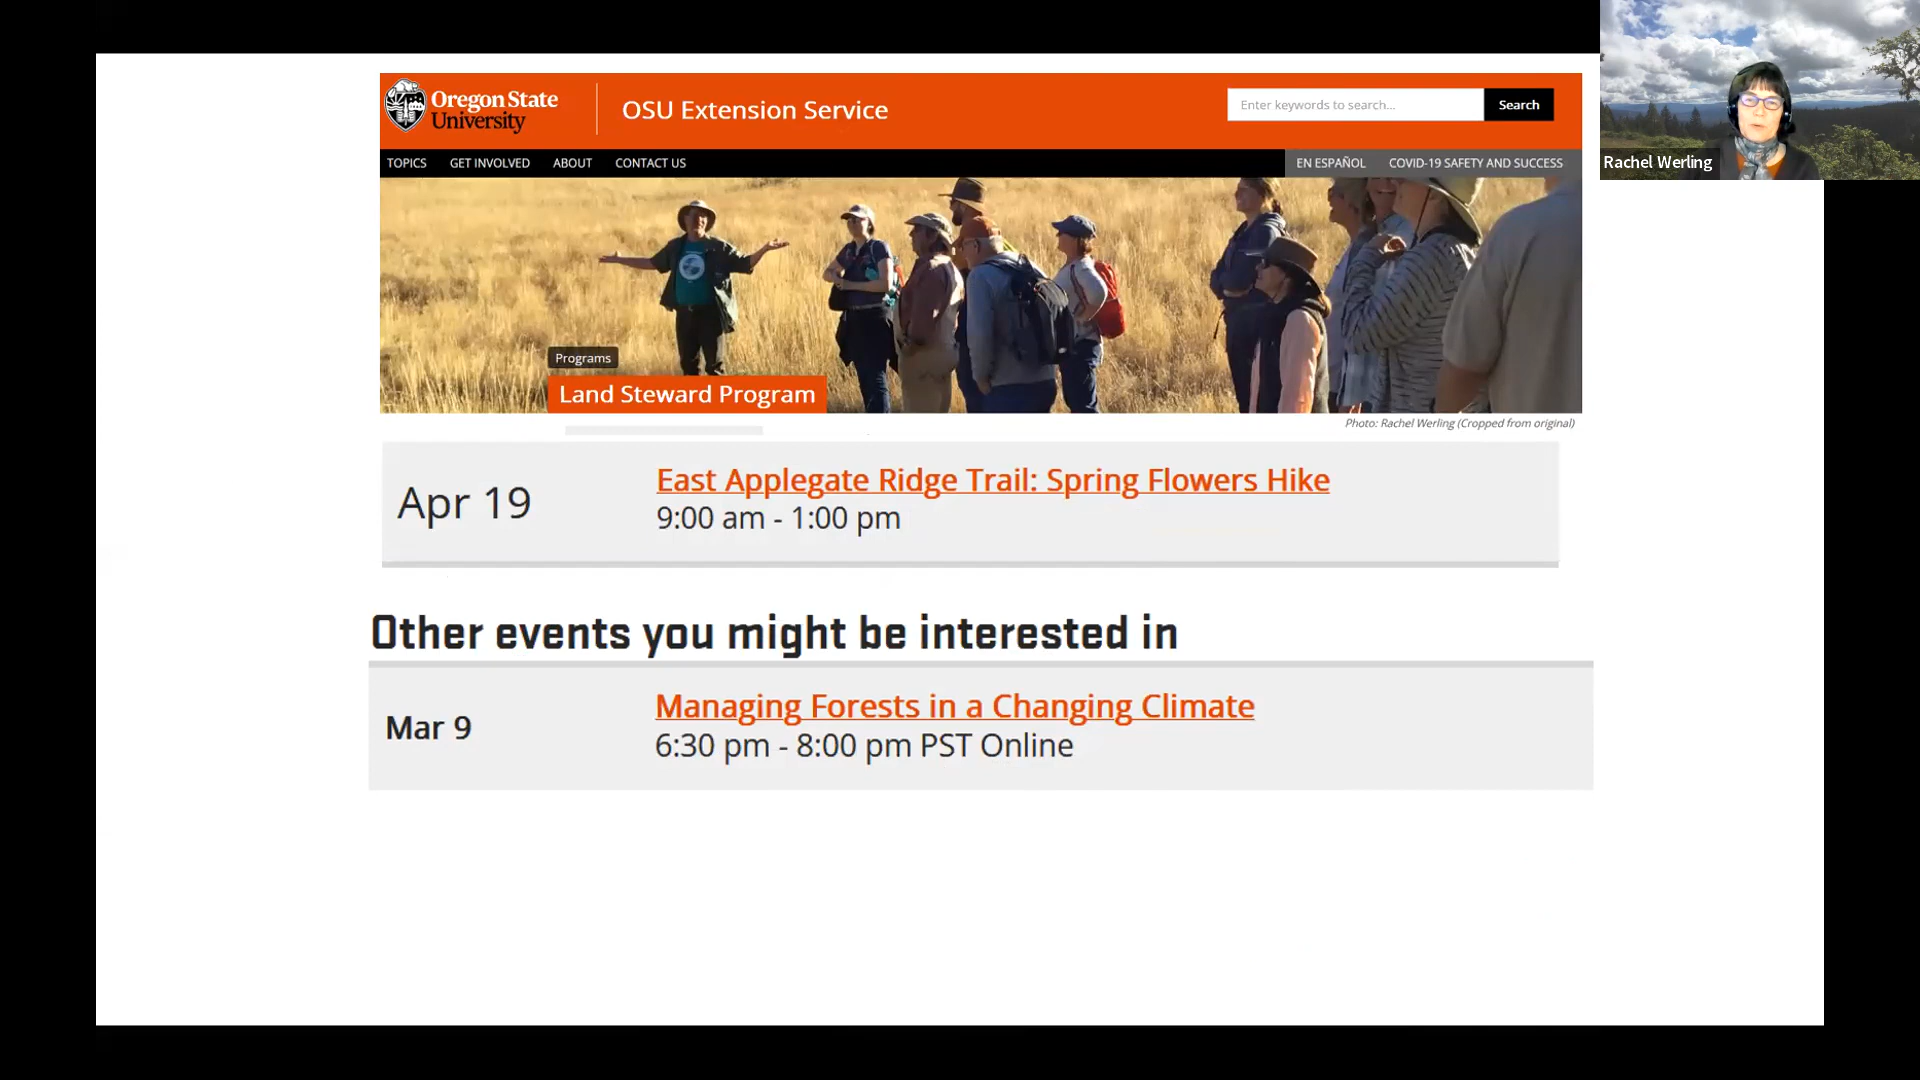 Oregon State
University
OSU Extension Service
Enter keywords to search...
Search
TOPICS
GET INVOLVED
ABOUT
CONTACT US
EN ESPAÑOL
COVID-19 SAFETY AND SUCCESS
Rachel Werling
Programs
Land Steward Program
Photo: Rachel Werling (Cropped from original)
Apr 19
East Applegate Ridge Trail: Spring Flowers Hike
9:00 am - 1:00 pm
Other events you might be interested in
Mar 9
Managing Forests in a Changing Climate
6:30 pm - 8:00 pm PST Online